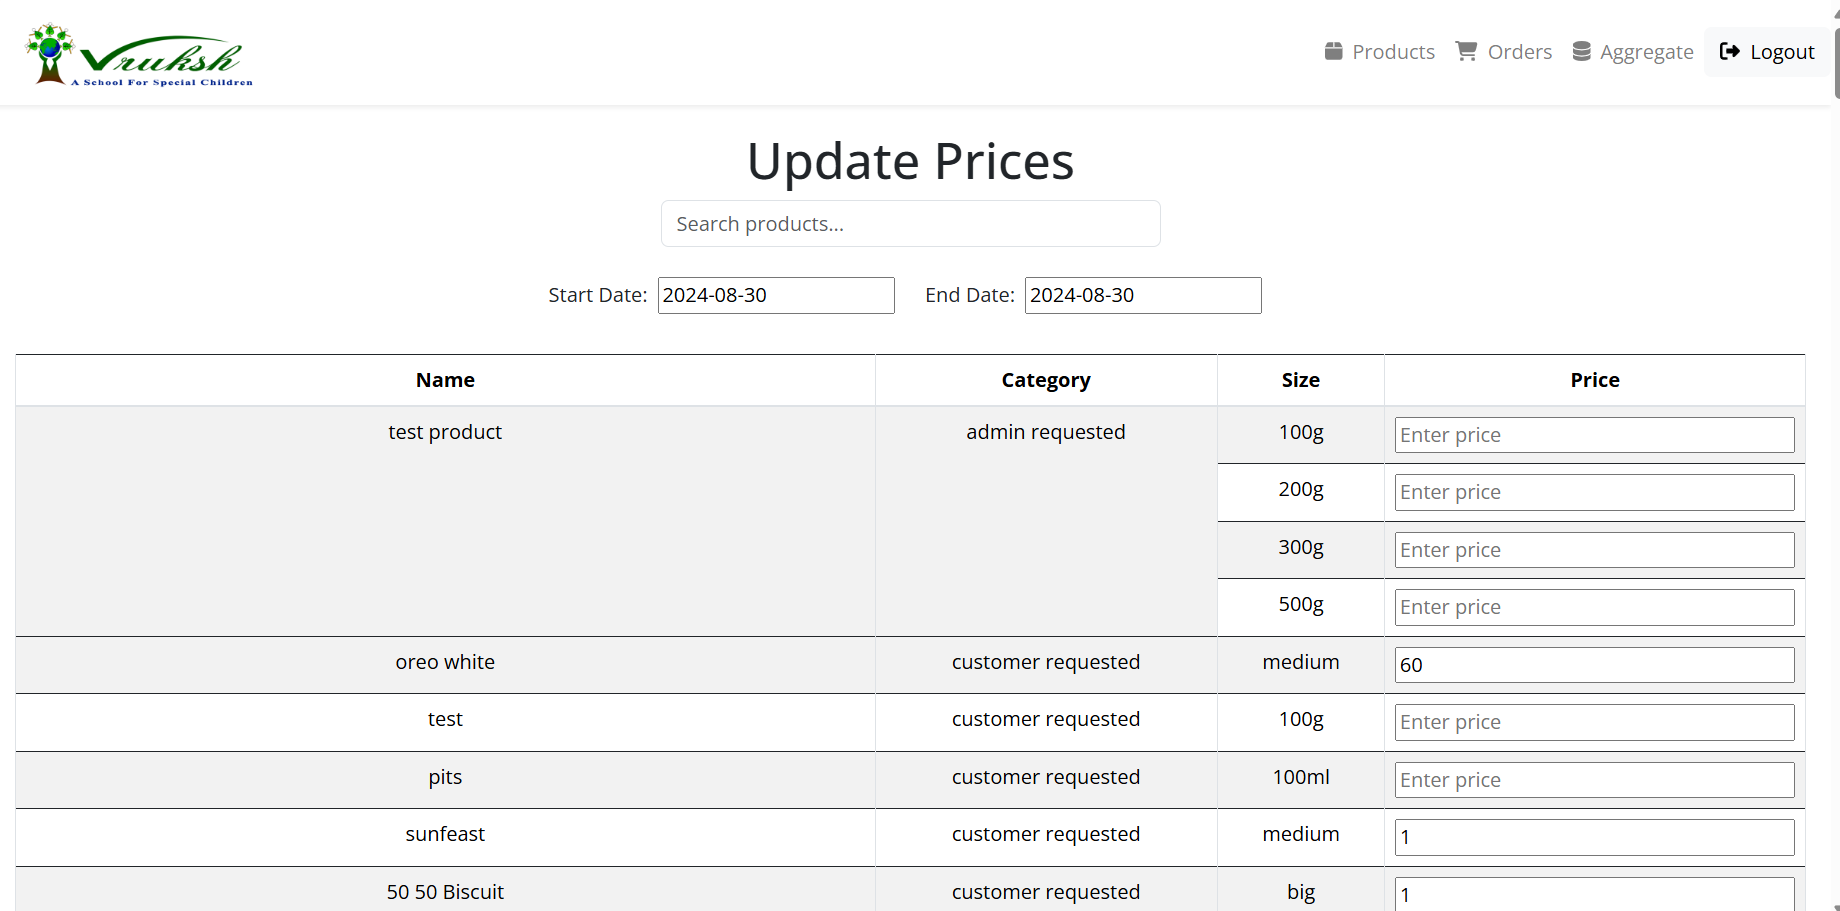 Vruksh
A School For Special Children
Products Orders Aggregate Logout
Update Prices
Search products...
Start Date: 2024-08-30 End Date: 2024-08-30
Name Category Size Price
test product admin requested 100g Enter price
200g Enter price
300g Enter price
500g Enter price
oreo white customer requested medium 60
test customer requested 100g Enter price
pits customer requested 100ml Enter price
sunfeast customer requested medium 1
50 50 Biscuit customer requested big 1